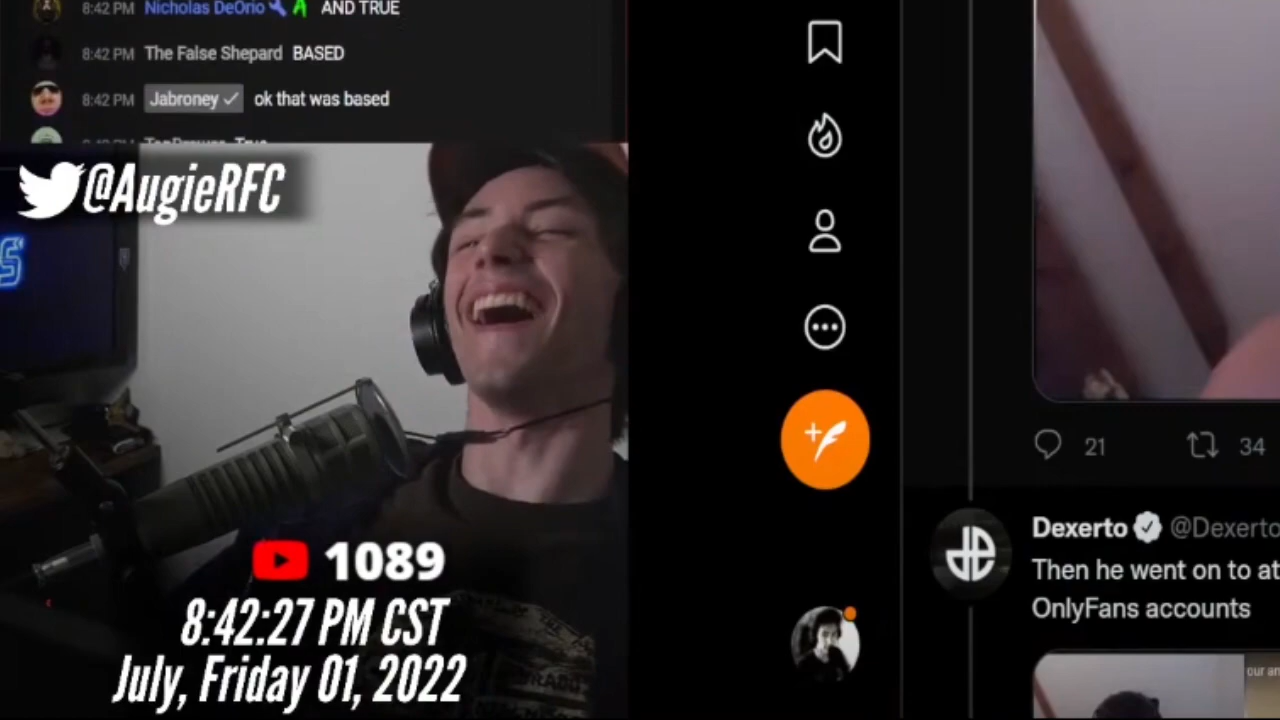 8:42 PM Nicholas DeOrio AND TRUE
8:42 PM The False Shepard BASED
8:42 PM Jabroney ok that was based
@AugieRFC
S
1089
8:42:27 PM CST
July, Friday 01, 2022
21 34
Dexerto @Dexerto
Then he went on to at
OnlyFans accounts
our an